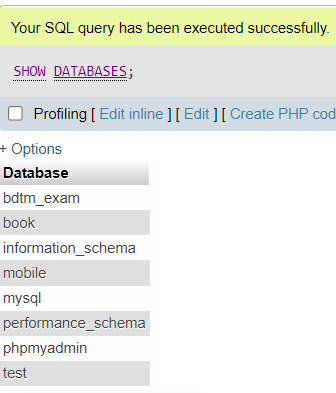 Your SQL query has been executed successfully.
SHOW DATABASES;
Profiling [ Edit inline ] [ Edit ] [ Create PHP cod
+ Options
Database
bdtm_exam
book
information_schema
mobile
mysql
performance_schema
phpmyadmin
test